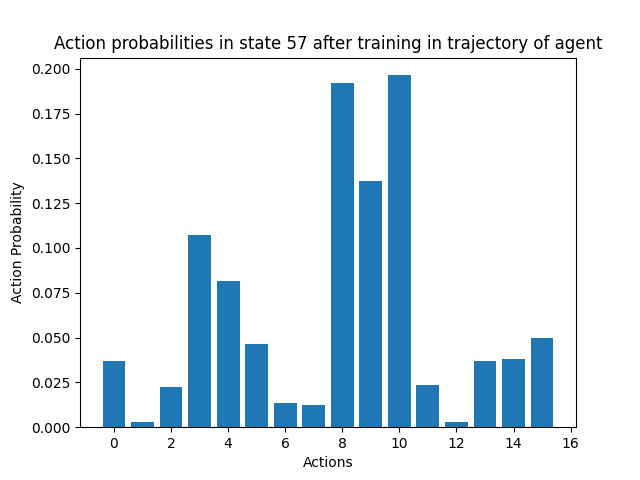 Action probabilities in state 57 after training in trajectory of agent
0.200
0.175
0.150
0.125
0.100
0.075
0.050
0.025
0.000
Action Probability
0 2 4 6 8 10 12 14 16
Actions